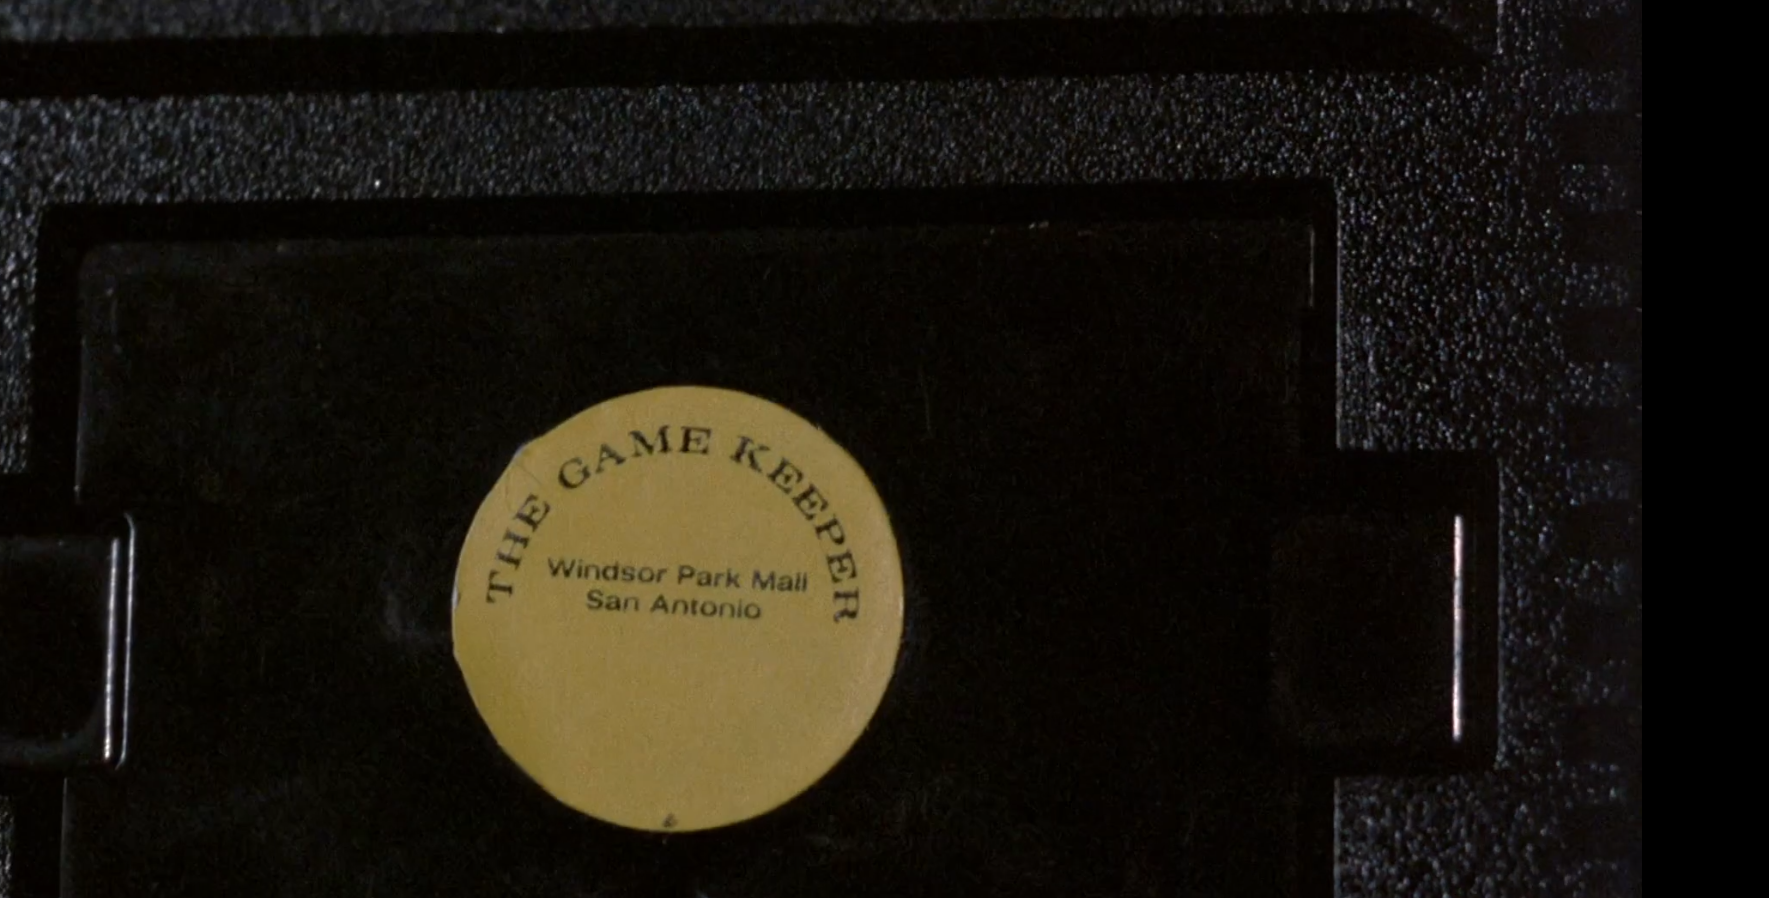 THE GAME KEEPER
Windsor Park Mall
San Antonio